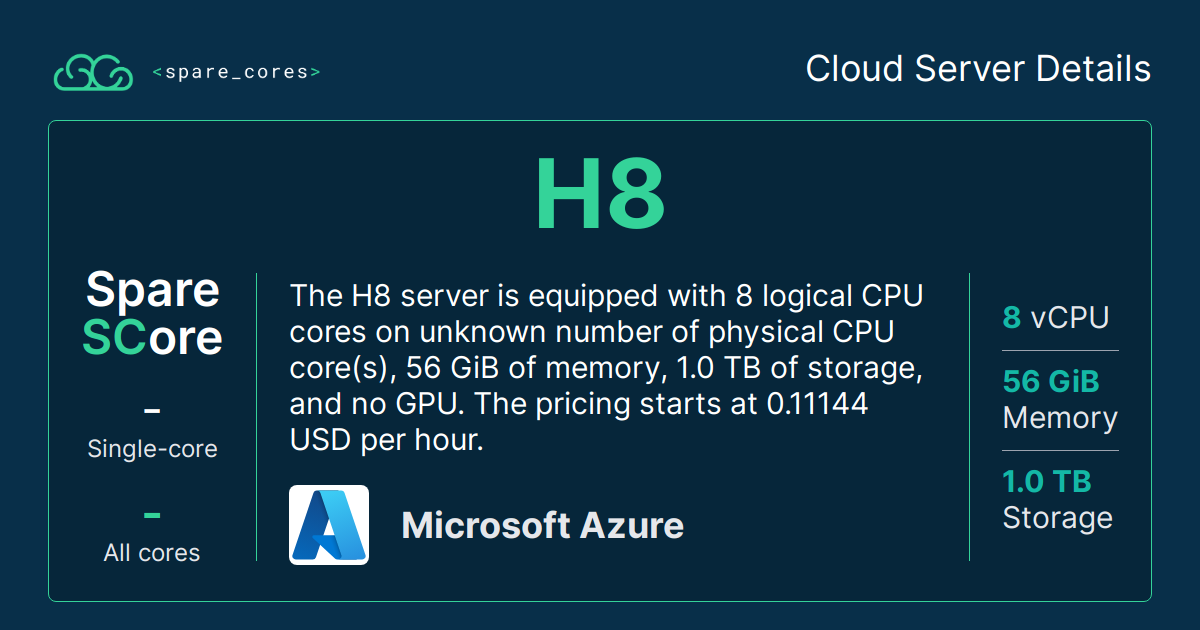 <spare_cores>
Cloud Server Details
H8
Spare
SCore
–
Single-core
–
All cores
The H8 server is equipped with 8 logical CPU
cores on unknown number of physical CPU
core(s), 56 GiB of memory, 1.0 TB of storage,
and no GPU. The pricing starts at 0.11144
USD per hour.
Microsoft Azure
8 vCPU
56 GiB
Memory
1.0 TB
Storage